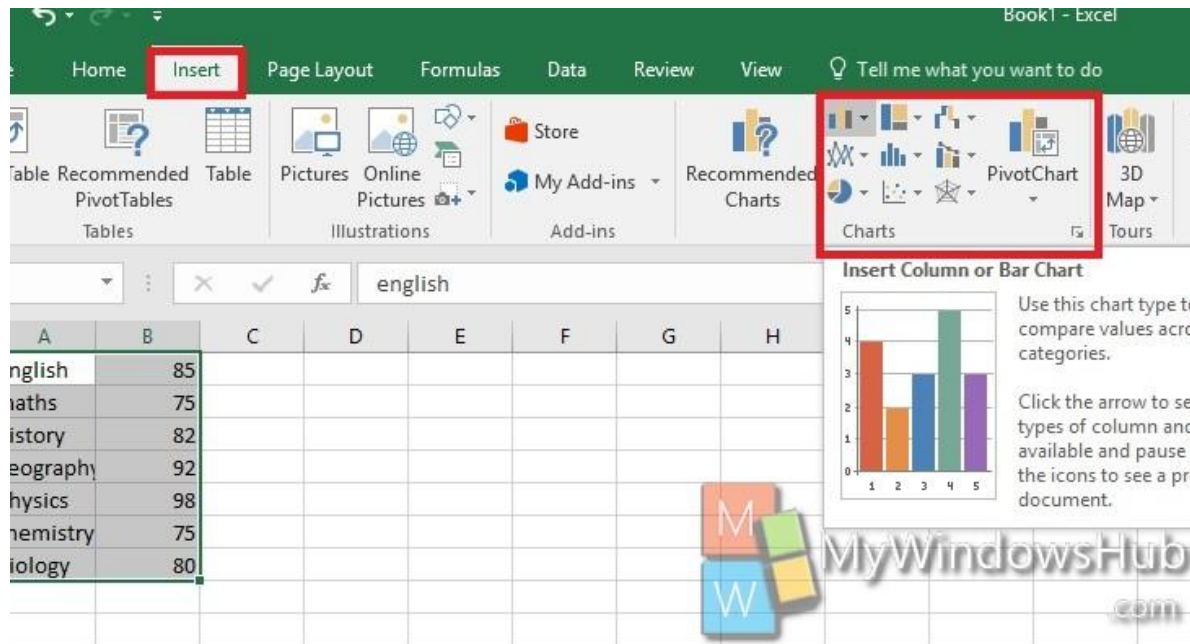 Book1 - Excel
Home Insert Page Layout Formulas Data Review View Tell me what you want to do
Table Recommended PivotTables Table Pictures Online Pictures Store My Add-ins Recommended Charts PivotChart 3D Map
Tables Illustrations Add-ins Charts Tours
fx english
A B C D E F G H
nglish 85
aths 75
istory 82
eography 92
hysics 98
hemistry 75
iology 80
Insert Column or Bar Chart
Use this chart type to
compare values acro
categories.
Click the arrow to se
types of column and
available and pause
the icons to see a pr
document.
5
4
3
2
1
0
1 2 3 4 5
M
W
MyWindowsHub
.com